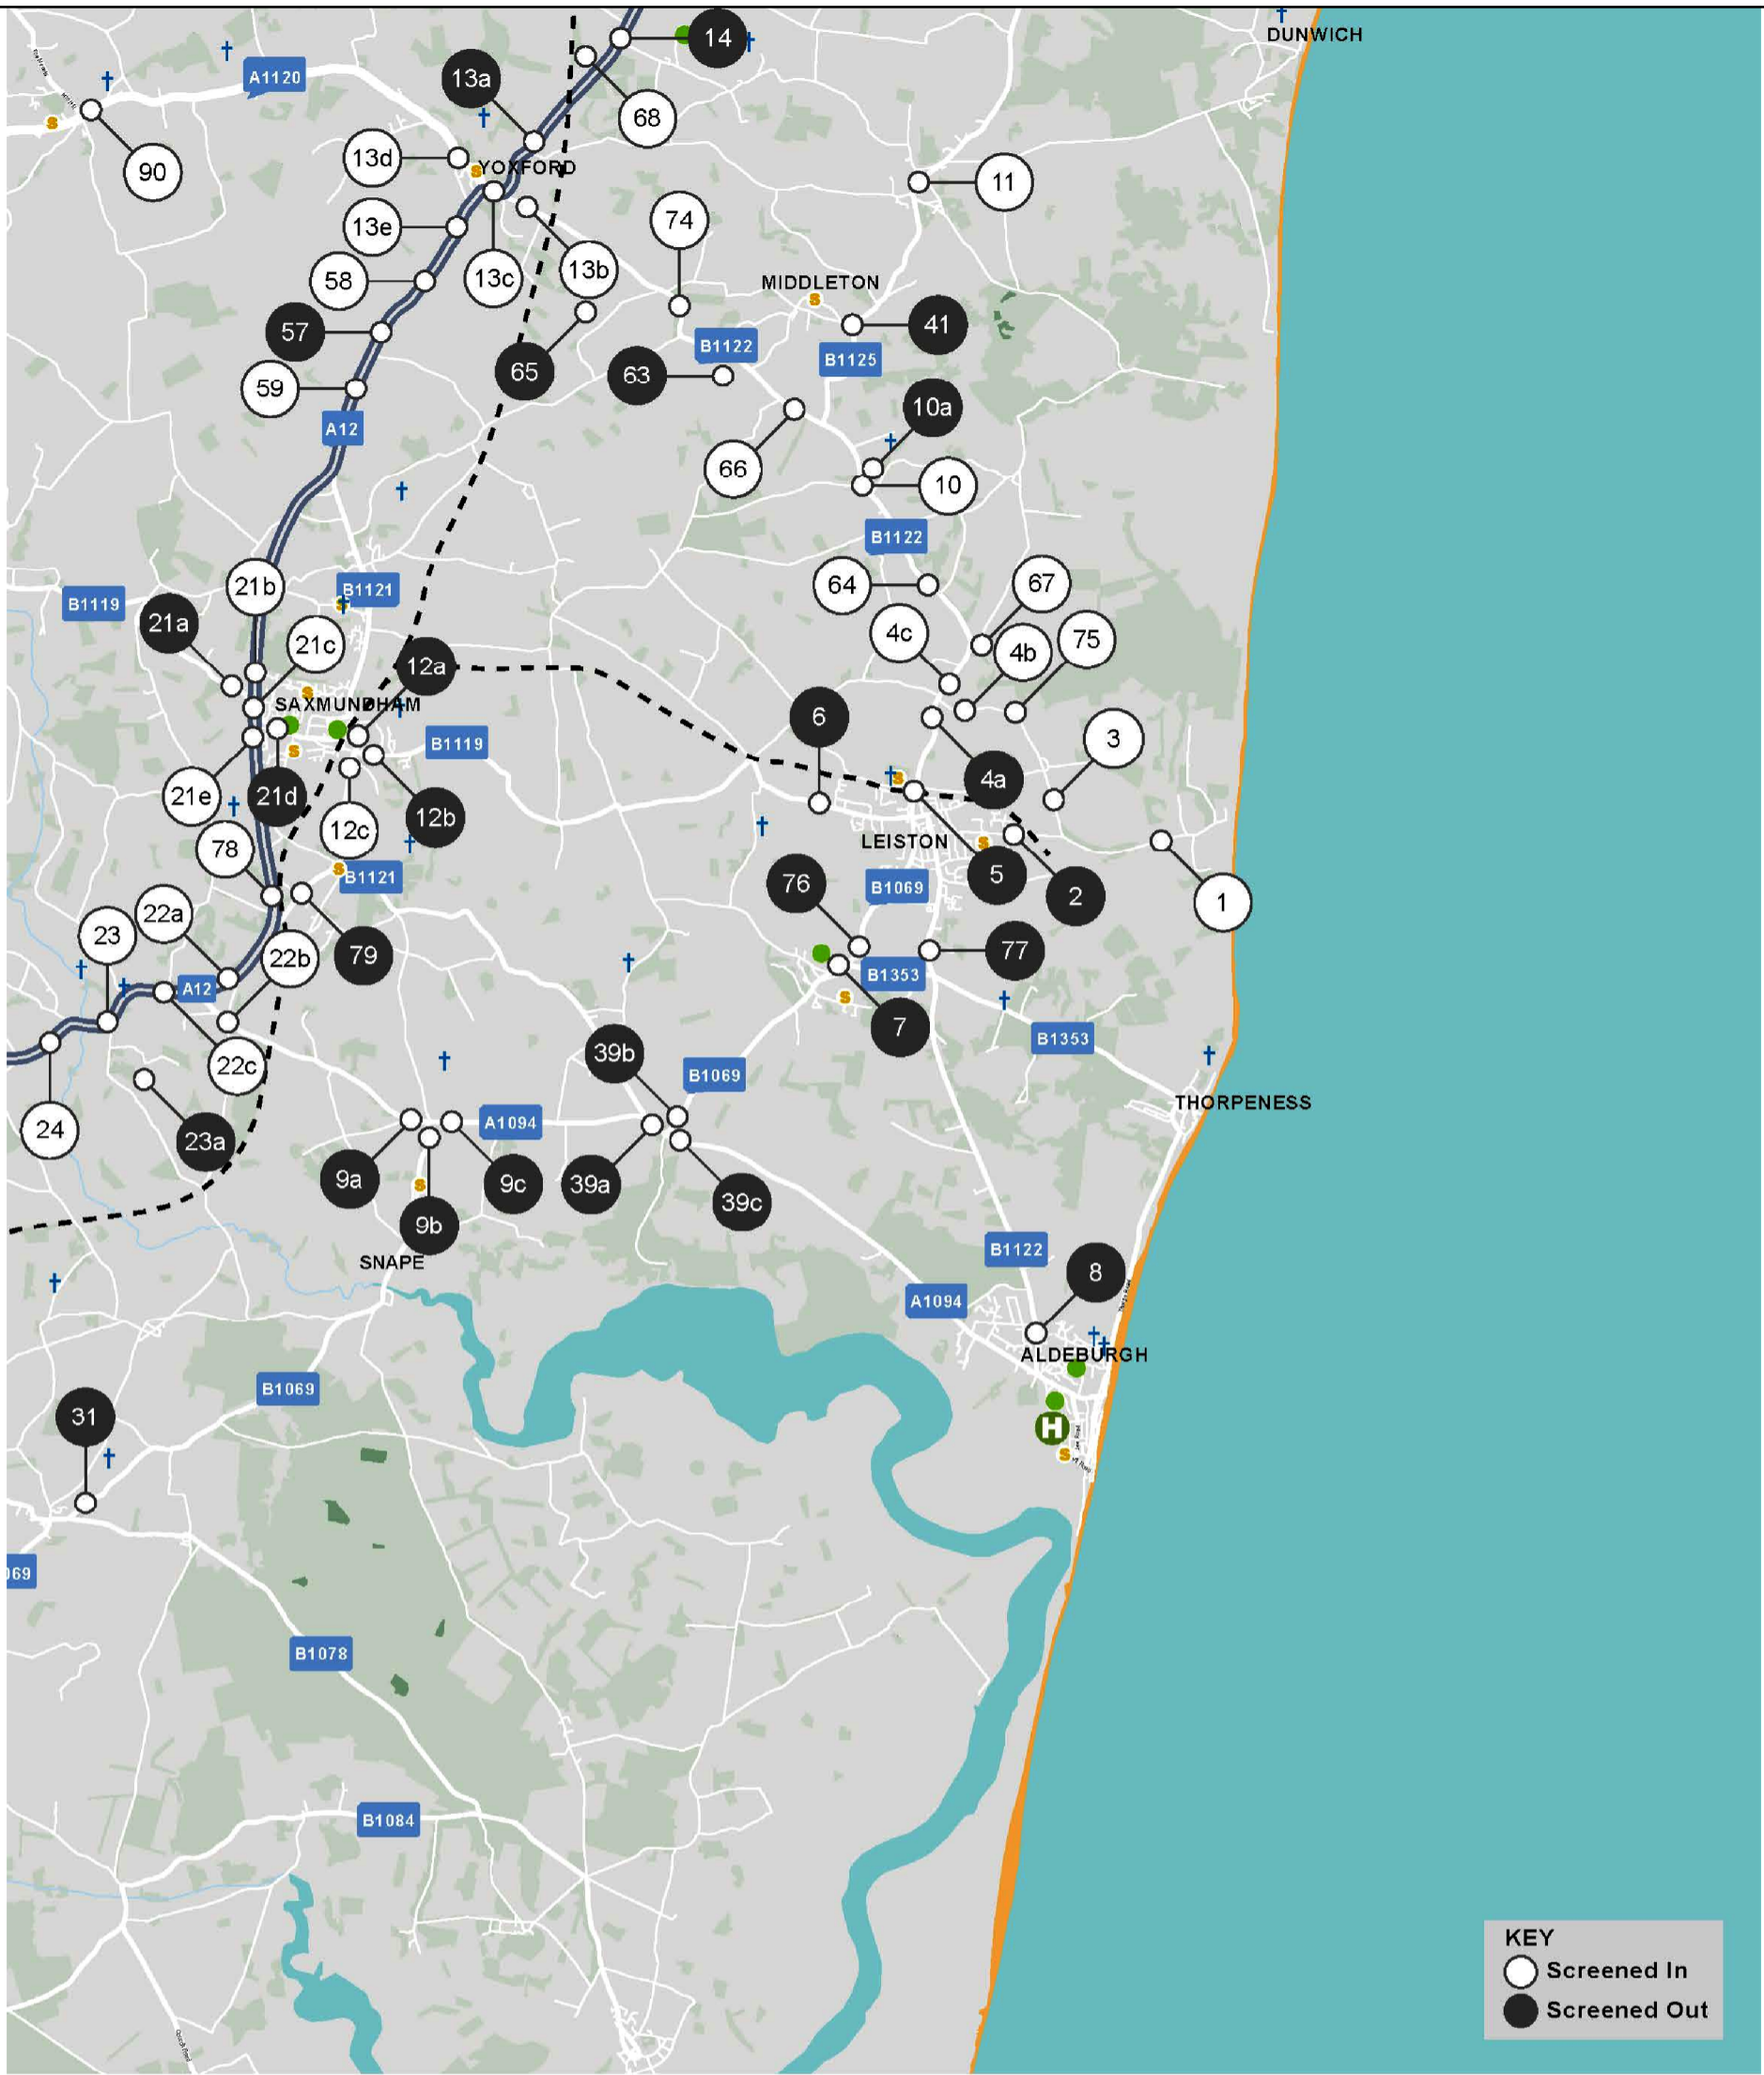 DUNWICH
14
13a
A1120
68
13d
YOXFORD
90
11
13e
74
13b
13c
58
MIDDLETON
57
41
B1122
B1125
65
63
59
10a
A12
66
10
B1122
21b
B1121
64
67
B1119
21a
4c
21c
4b
75
12a
SAXMUNDHAM
6
3
B1119
4a
21e
21d
12b
12c
LEISTON
78
5
B1121
76
B1069
2
1
22a
23
22b
79
77
B1353
A12
7
B1353
39b
22c
B1069
THORPENESS
24
A1094
23a
9a
9c
39a
39c
9b
B1122
SNAPE
8
A1094
ALDEBURGH
B1069
31
H
069
B1078
B1084
KEY
Screened In
Screened Out